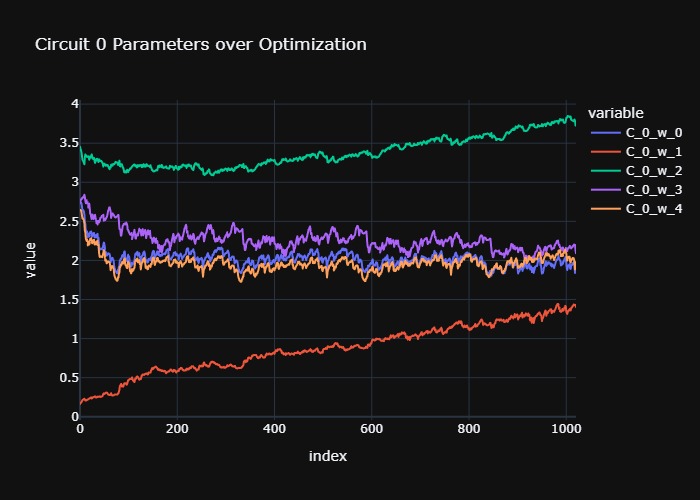 Circuit 0 Parameters over Optimization
4
3.5
3
2.5
2
1.5
1
0.5
0
value
0 200 400 600 800 1000
index
variable
C_0_w_0
C_0_w_1
C_0_w_2
C_0_w_3
C_0_w_4